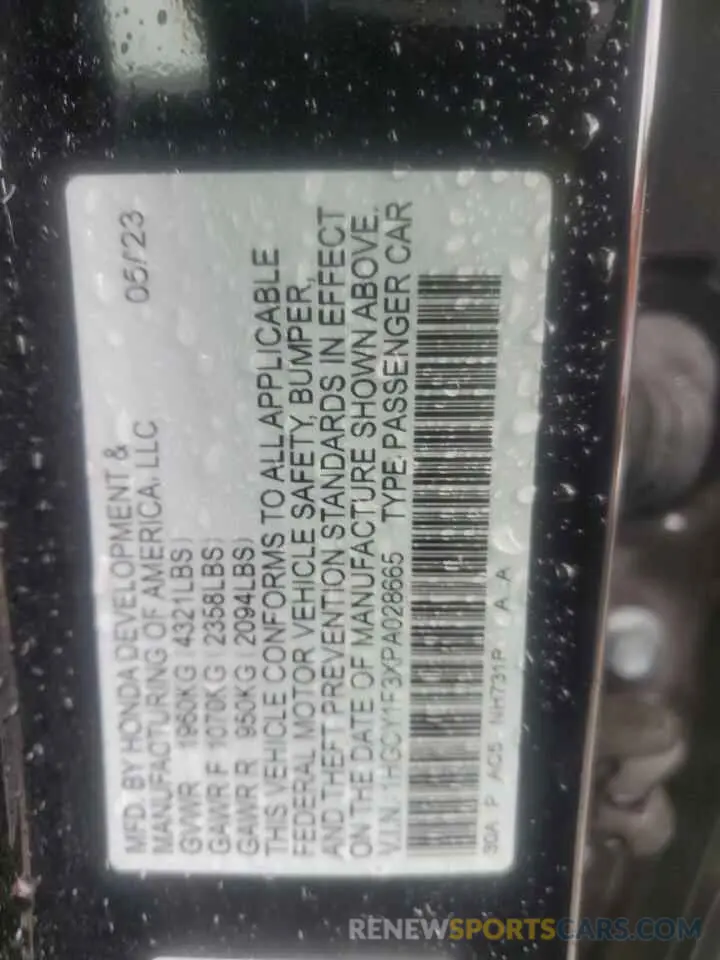 MFD. BY HONDA DEVELOPMENT & 05/23
MANUFACTURING OF AMERICA, LLC
GVWR 1960KG (4321LBS)
GAWR F 1070KG (2358LBS)
GAWR R 950KG (2094LBS)
THIS VEHICLE CONFORMS TO ALL APPLICABLE
FEDERAL MOTOR VEHICLE SAFETY, BUMPER,
AND THEFT PREVENTION STANDARDS IN EFFECT
ON THE DATE OF MANUFACTURE SHOWN ABOVE.
V.I.N.: 1HGCY1F3XPA028665 TYPE: PASSENGER CAR
30A P AC5 NH731P A A
RENEWSPORTSCARS.COM